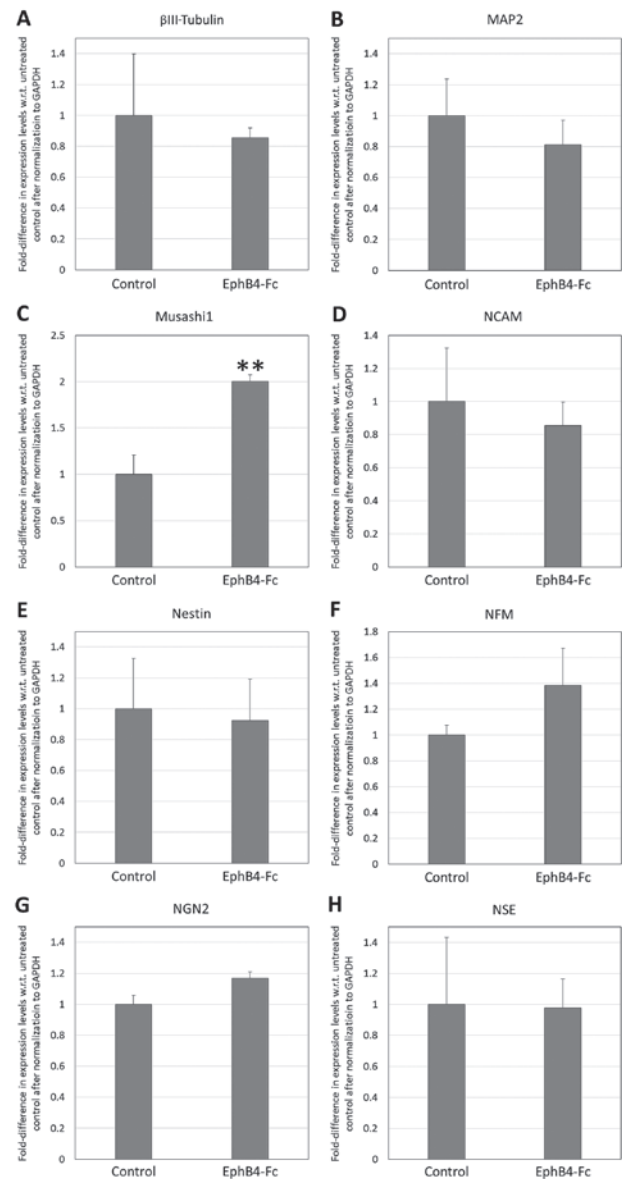 A
βIII-Tubulin
Fold-difference in expression levels w.r.t. untreated
control after normalizatioin to GAPDH
1.4
1.2
1
0.8
0.6
0.4
0.2
0
Control EphB4-Fc
B
MAP2
Fold-difference in expression levels w.r.t. untreated
control after normalizatioin to GAPDH
1.4
1.2
1
0.8
0.6
0.4
0.2
0
Control EphB4-Fc
C
Musashi1
Fold-difference in expression levels w.r.t. untreated
control after normalizatioin to GAPDH
2.5
2
1.5
1
0.5
0
**
Control EphB4-Fc
D
NCAM
Fold-difference in expression levels w.r.t. untreated
control after normalizatioin to GAPDH
1.4
1.2
1
0.8
0.6
0.4
0.2
0
Control EphB4-Fc
E
Nestin
Fold-difference in expression levels w.r.t. untreated
control after normalizatioin to GAPDH
1.4
1.2
1
0.8
0.6
0.4
0.2
0
Control EphB4-Fc
F
NFM
Fold-difference in expression levels w.r.t. untreated
control after normalizatioin to GAPDH
1.8
1.6
1.4
1.2
1
0.8
0.6
0.4
0.2
0
Control EphB4-Fc
G
NGN2
Fold-difference in expression levels w.r.t. untreated
control after normalizatioin to GAPDH
1.4
1.2
1
0.8
0.6
0.4
0.2
0
Control EphB4-Fc
H
NSE
Fold-difference in expression levels w.r.t. untreated
control after normalizatioin to GAPDH
1.4
1.2
1
0.8
0.6
0.4
0.2
0
Control EphB4-Fc